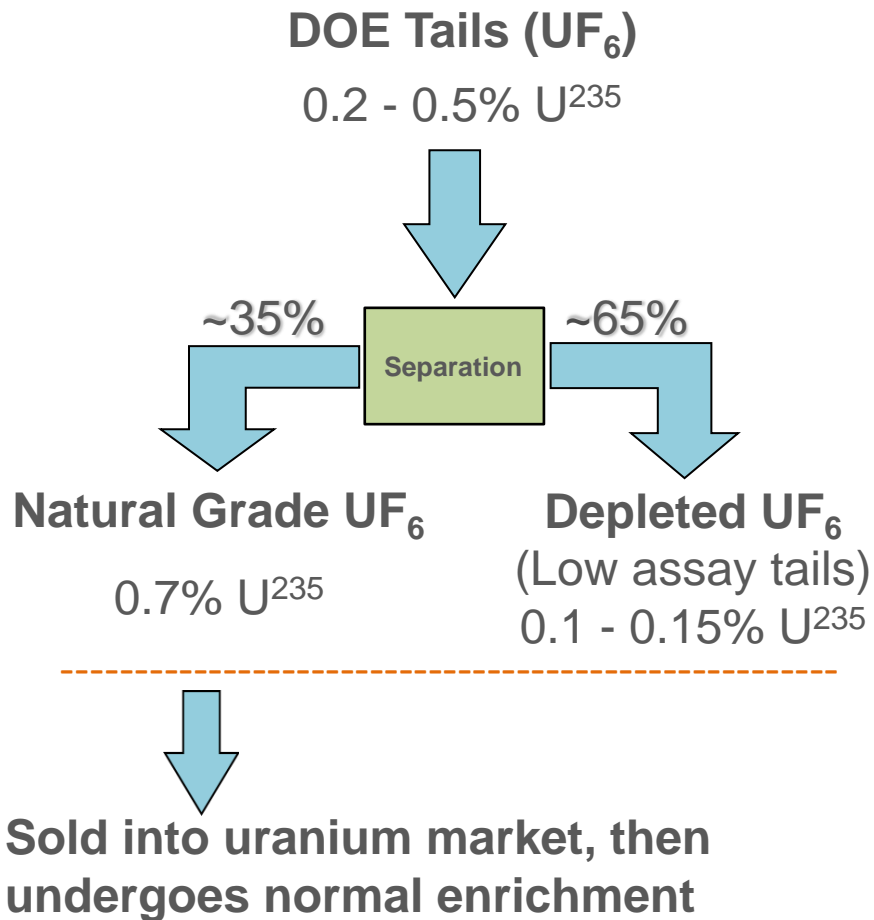 DOE Tails (UF₆)
0.2 - 0.5% U²³⁵
~35%
~65%
Separation
Natural Grade UF₆
0.7% U²³⁵
Depleted UF₆
(Low assay tails)
0.1 - 0.15% U²³⁵
Sold into uranium market, then
undergoes normal enrichment